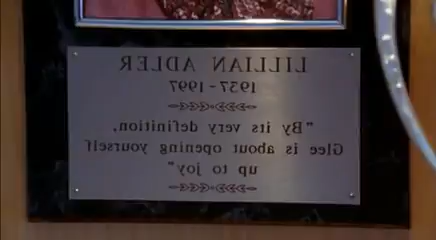 LILLIAN ADLER
1937 - 1997
"By its very definition,
Glee is about opening yourself
up to joy"